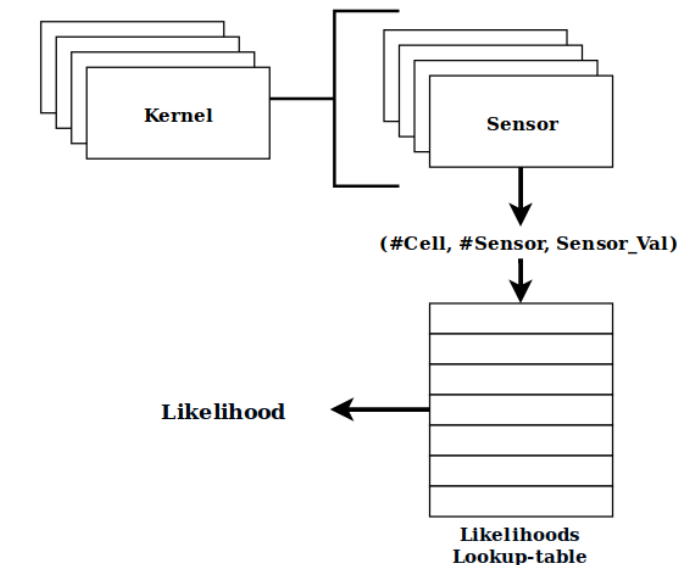 Kernel
Sensor
(#Cell, #Sensor, Sensor_Val)
Likelihood
Likelihoods
Lookup-table